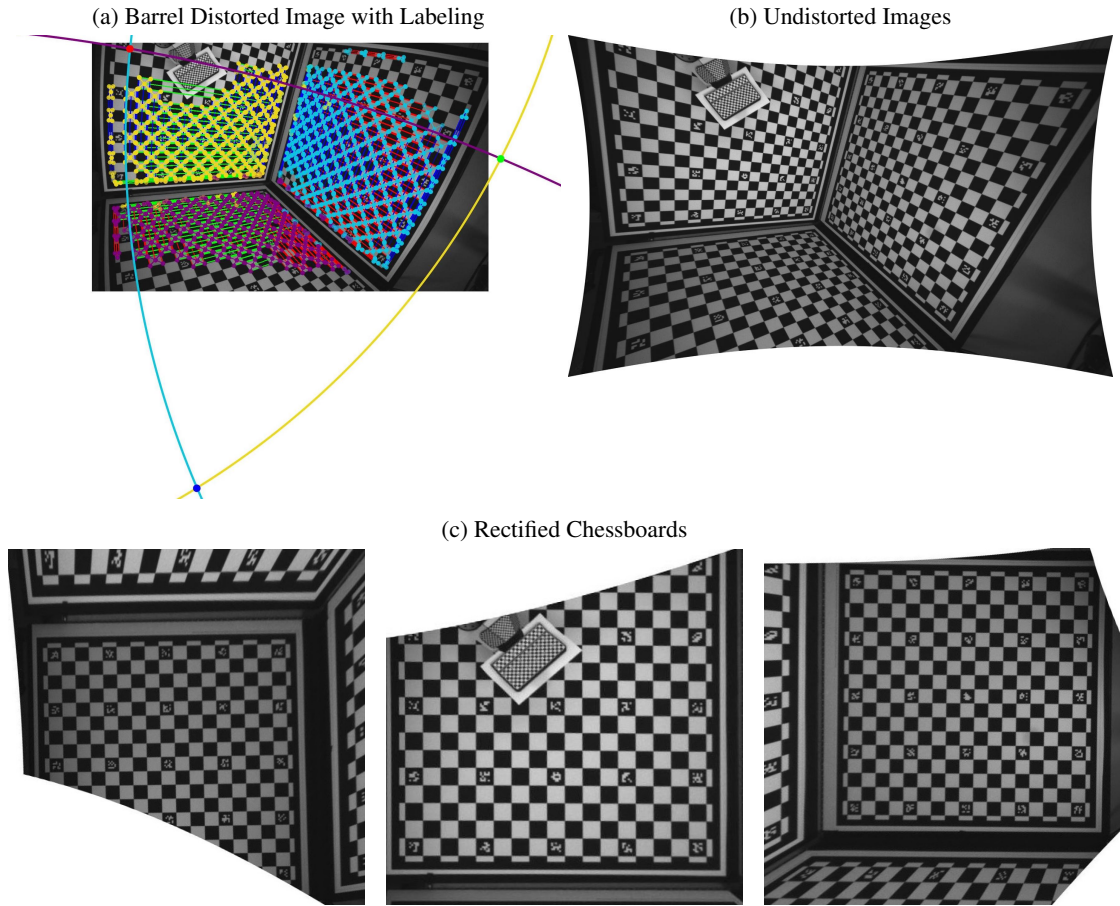 (a) Barrel Distorted Image with Labeling
(b) Undistorted Images
(c) Rectified Chessboards